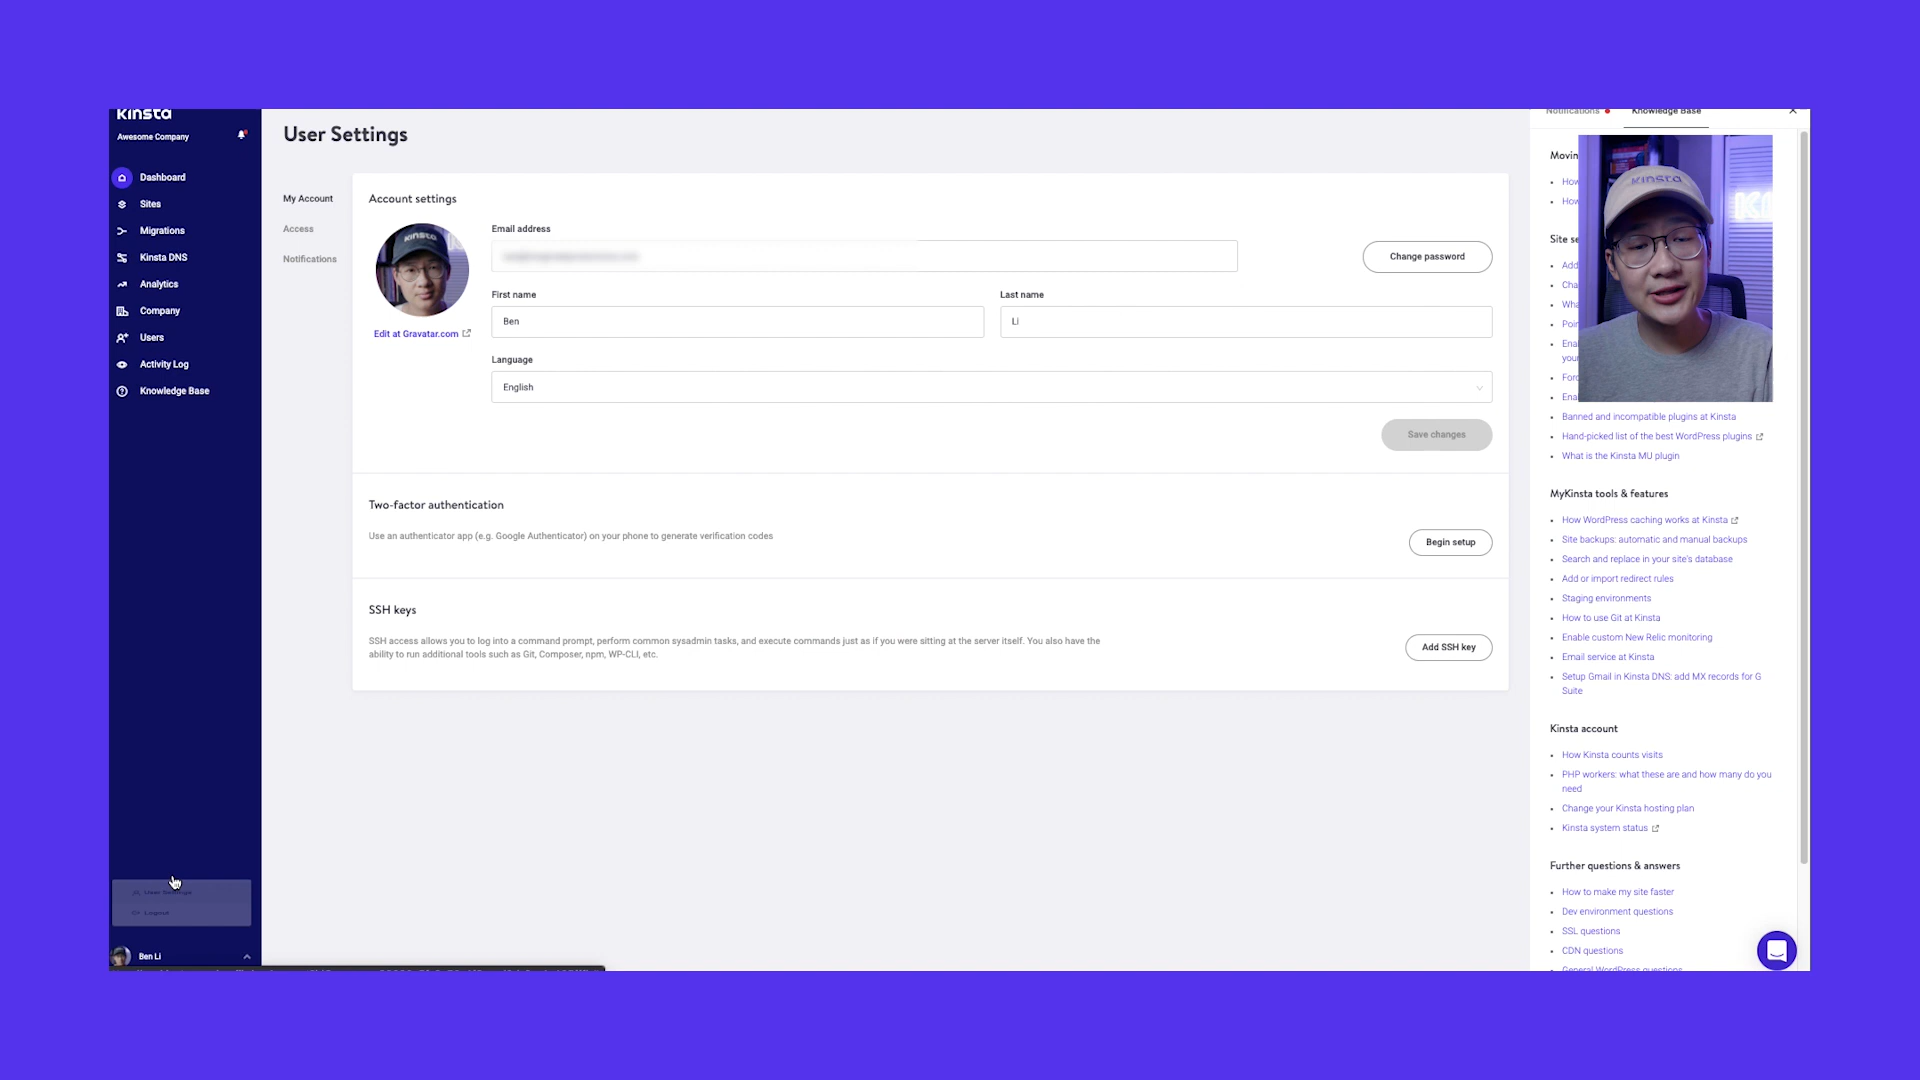 Kinsta
Awesome Company
Dashboard
Sites
Migrations
Kinsta DNS
Analytics
Company
Users
Activity Log
Knowledge Base
User Settings
Logout
Ben Li
User Settings
My Account
Access
Notifications
Account settings
Edit at Gravatar.com
Email address
Change password
First name
Last name
Ben
Li
Language
English
Save changes
Two-factor authentication
Use an authenticator app (e.g. Google Authenticator) on your phone to generate verification codes
Begin setup
SSH keys
SSH access allows you to log into a command prompt, perform common sysadmin tasks, and execute commands just as if you were sitting at the server itself. You also have the
ability to run additional tools such as Git, Composer, npm, WP-CLI, etc.
Add SSH key
Notifications
Knowledge Base
KINSTA
Banned and incompatible plugins at Kinsta
Hand-picked list of the best WordPress plugins
What is the Kinsta MU plugin
MyKinsta tools & features
How WordPress caching works at Kinsta
Site backups: automatic and manual backups
Search and replace in your site's database
Add or import redirect rules
Staging environments
How to use Git at Kinsta
Enable custom New Relic monitoring
Email service at Kinsta
Setup Gmail in Kinsta DNS: add MX records for G
Suite
Kinsta account
How Kinsta counts visits
PHP workers: what these are and how many do you
need
Change your Kinsta hosting plan
Kinsta system status
Further questions & answers
How to make my site faster
Dev environment questions
SSL questions
CDN questions
General WordPress questions